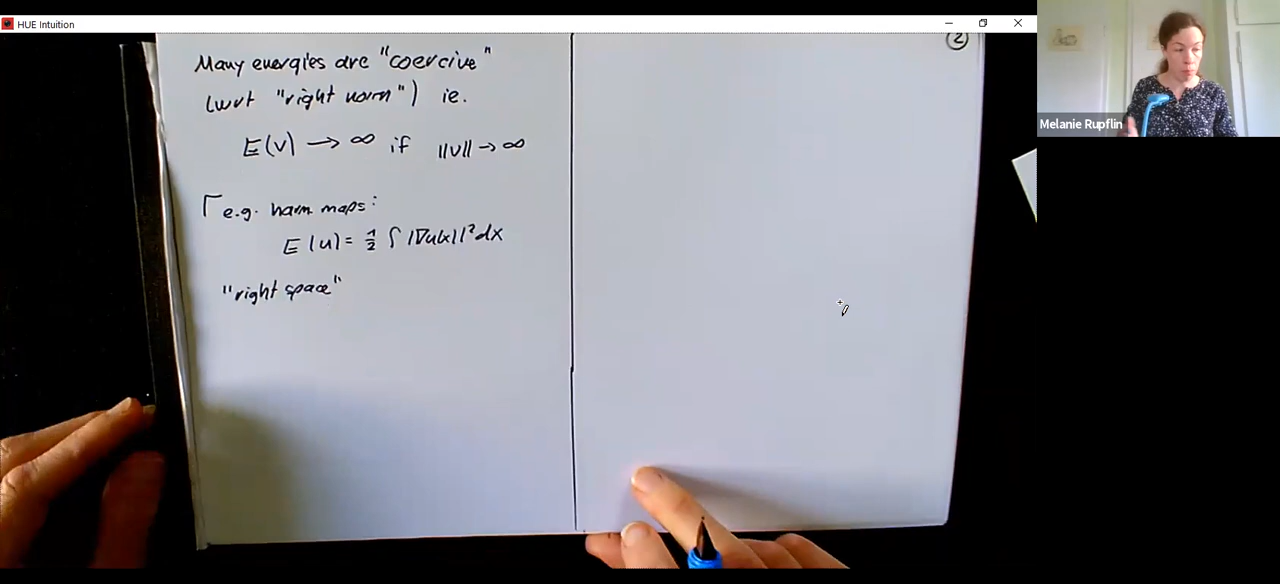 HUE Intuition
Many energies are "coercive"
(wrt "right norm") ie.
E(v) → ∞ if ||v|| → ∞
e.g. harm maps:
E(u) = 1/2 ∫ |∇u(x)|² dx
"right space"
2
Melanie Rupflin